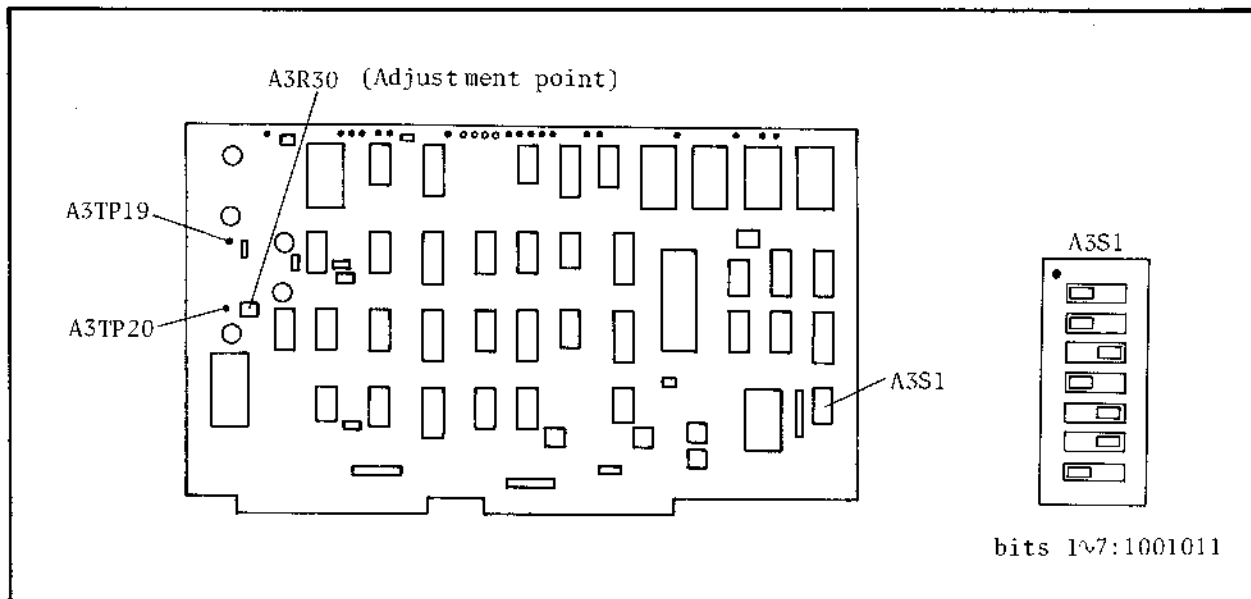 A3R30 (Adjustment point)
A3TP19
A3TP20
A3S1
A3S1
bits 1∿7:1001011